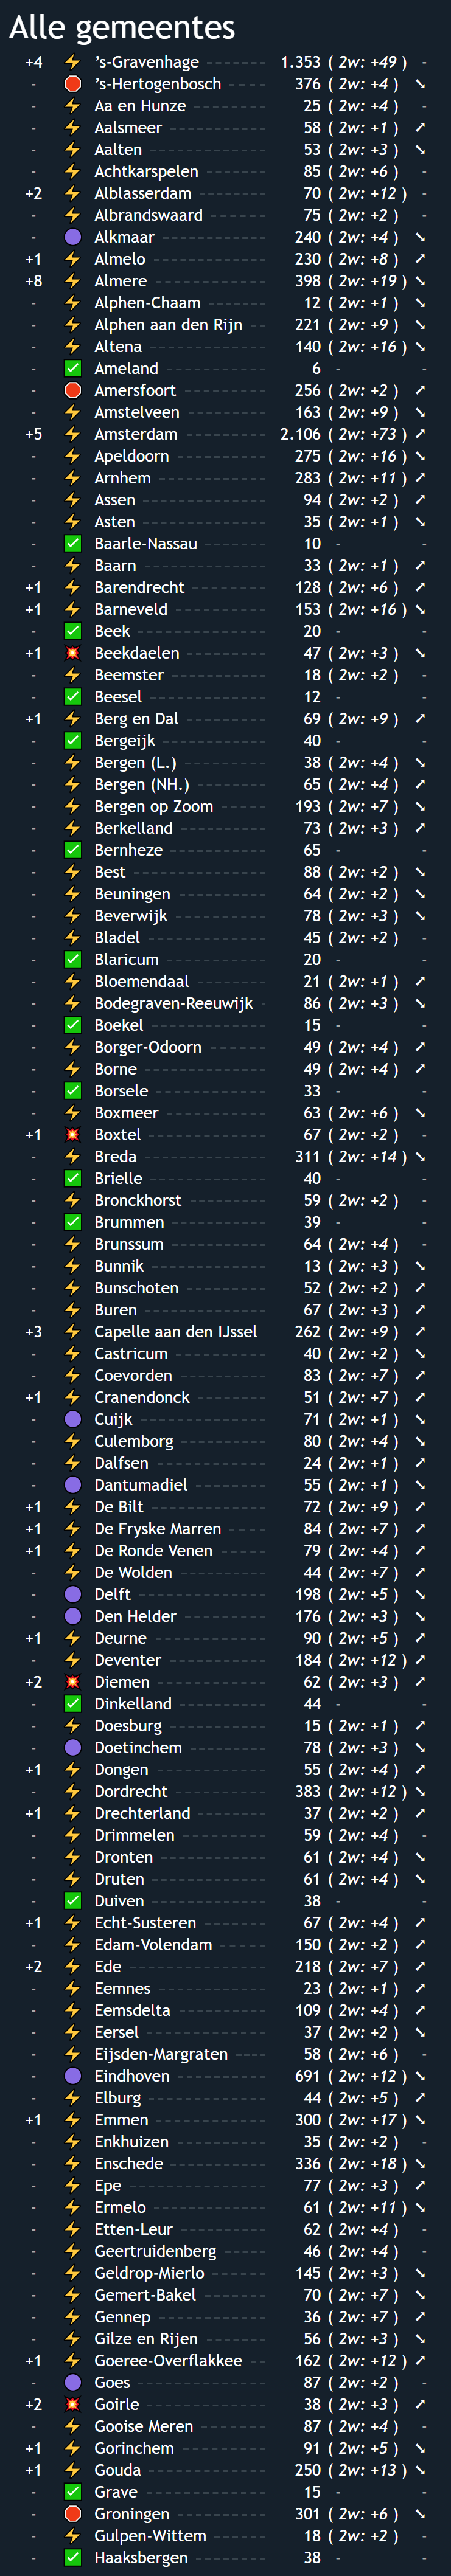 Alle gemeentes
+4 ’s-Gravenhage 1.353 ( 2w: +49 ) -
- ’s-Hertogenbosch 376 ( 2w: +4 ) ➘
- Aa en Hunze 25 ( 2w: +4 ) -
- Aalsmeer 58 ( 2w: +1 ) ➚
- Aalten 53 ( 2w: +3 ) ➘
- Achtkarspelen 85 ( 2w: +6 ) -
+2 Alblasserdam 70 ( 2w: +12 ) -
- Albrandswaard 75 ( 2w: +2 ) -
- Alkmaar 240 ( 2w: +4 ) ➘
+1 Almelo 230 ( 2w: +8 ) ➚
+8 Almere 398 ( 2w: +19 ) ➘
- Alphen-Chaam 12 ( 2w: +1 ) ➘
- Alphen aan den Rijn 221 ( 2w: +9 ) ➘
- Altena 140 ( 2w: +16 ) ➘
- Ameland 6 - -
- Amersfoort 256 ( 2w: +2 ) ➚
- Amstelveen 163 ( 2w: +9 ) ➘
+5 Amsterdam 2.106 ( 2w: +73 ) ➚
- Apeldoorn 275 ( 2w: +16 ) ➘
- Arnhem 283 ( 2w: +11 ) ➚
- Assen 94 ( 2w: +2 ) ➚
- Asten 35 ( 2w: +1 ) ➘
- Baarle-Nassau 10 - -
- Baarn 33 ( 2w: +1 ) ➚
+1 Barendrecht 128 ( 2w: +6 ) ➚
+1 Barneveld 153 ( 2w: +16 ) ➘
- Beek 20 - -
+1 Beekdaelen 47 ( 2w: +3 ) ➘
- Beemster 18 ( 2w: +2 ) -
- Beesel 12 - -
+1 Berg en Dal 69 ( 2w: +9 ) ➚
- Bergeijk 40 - -
- Bergen (L.) 38 ( 2w: +4 ) ➘
- Bergen (NH.) 65 ( 2w: +4 ) ➚
- Bergen op Zoom 193 ( 2w: +7 ) ➘
- Berkelland 73 ( 2w: +3 ) ➚
- Bernheze 65 - -
- Best 88 ( 2w: +2 ) ➘
- Beuningen 64 ( 2w: +2 ) ➘
- Beverwijk 78 ( 2w: +3 ) ➘
- Bladel 45 ( 2w: +2 ) -
- Blaricum 20 - -
- Bloemendaal 21 ( 2w: +1 ) ➚
- Bodegraven-Reeuwijk 86 ( 2w: +3 ) ➘
- Boekel 15 - -
- Borger-Odoorn 49 ( 2w: +4 ) ➚
- Borne 49 ( 2w: +4 ) ➚
- Borsele 33 - -
- Boxmeer 63 ( 2w: +6 ) ➘
+1 Boxtel 67 ( 2w: +2 ) -
- Breda 311 ( 2w: +14 ) ➘
- Brielle 40 - -
- Bronckhorst 59 ( 2w: +2 ) -
- Brummen 39 - -
- Brunssum 64 ( 2w: +4 ) -
- Bunnik 13 ( 2w: +3 ) ➘
- Bunschoten 52 ( 2w: +2 ) ➚
- Buren 67 ( 2w: +3 ) ➚
+3 Capelle aan den IJssel 262 ( 2w: +9 ) ➚
- Castricum 40 ( 2w: +2 ) ➘
- Coevorden 83 ( 2w: +7 ) ➚
+1 Cranendonck 51 ( 2w: +7 ) ➚
- Cuijk 71 ( 2w: +1 ) ➘
- Culemborg 80 ( 2w: +4 ) ➘
- Dalfsen 24 ( 2w: +1 ) ➚
- Dantumadiel 55 ( 2w: +1 ) ➘
+1 De Bilt 72 ( 2w: +9 ) ➚
+1 De Fryske Marren 84 ( 2w: +7 ) ➚
+1 De Ronde Venen 79 ( 2w: +4 ) ➚
- De Wolden 44 ( 2w: +7 ) ➚
- Delft 198 ( 2w: +5 ) ➘
- Den Helder 176 ( 2w: +3 ) ➘
+1 Deurne 90 ( 2w: +5 ) ➚
- Deventer 184 ( 2w: +12 ) ➚
+2 Diemen 62 ( 2w: +3 ) ➚
- Dinkelland 44 - -
- Doesburg 15 ( 2w: +1 ) ➚
- Doetinchem 78 ( 2w: +3 ) ➘
+1 Dongen 55 ( 2w: +4 ) ➚
- Dordrecht 383 ( 2w: +12 ) ➘
+1 Drechterland 37 ( 2w: +2 ) ➚
- Drimmelen 59 ( 2w: +4 ) -
- Dronten 61 ( 2w: +4 ) ➘
- Druten 61 ( 2w: +4 ) ➘
- Duiven 38 - -
+1 Echt-Susteren 67 ( 2w: +4 ) ➚
- Edam-Volendam 150 ( 2w: +2 ) ➚
+2 Ede 218 ( 2w: +7 ) ➚
- Eemnes 23 ( 2w: +1 ) ➚
- Eemsdelta 109 ( 2w: +4 ) ➚
- Eersel 37 ( 2w: +2 ) ➘
- Eijsden-Margraten 58 ( 2w: +6 ) -
- Eindhoven 691 ( 2w: +12 ) ➘
- Elburg 44 ( 2w: +5 ) ➚
+1 Emmen 300 ( 2w: +17 ) ➘
- Enkhuizen 35 ( 2w: +2 ) -
- Enschede 336 ( 2w: +18 ) ➘
- Epe 77 ( 2w: +3 ) ➚
- Ermelo 61 ( 2w: +11 ) ➘
- Etten-Leur 62 ( 2w: +4 ) -
- Geertruidenberg 46 ( 2w: +4 ) -
- Geldrop-Mierlo 145 ( 2w: +3 ) ➘
- Gemert-Bakel 70 ( 2w: +7 ) ➘
- Gennep 36 ( 2w: +7 ) ➚
- Gilze en Rijen 56 ( 2w: +3 ) ➘
+1 Goeree-Overflakkee 162 ( 2w: +12 ) ➚
- Goes 87 ( 2w: +2 ) -
+2 Goirle 38 ( 2w: +3 ) ➚
- Gooise Meren 87 ( 2w: +4 ) -
+1 Gorinchem 91 ( 2w: +5 ) ➘
+1 Gouda 250 ( 2w: +13 ) ➘
- Grave 15 - -
- Groningen 301 ( 2w: +6 ) ➘
- Gulpen-Wittem 18 ( 2w: +2 ) -
- Haaksbergen 38 - -